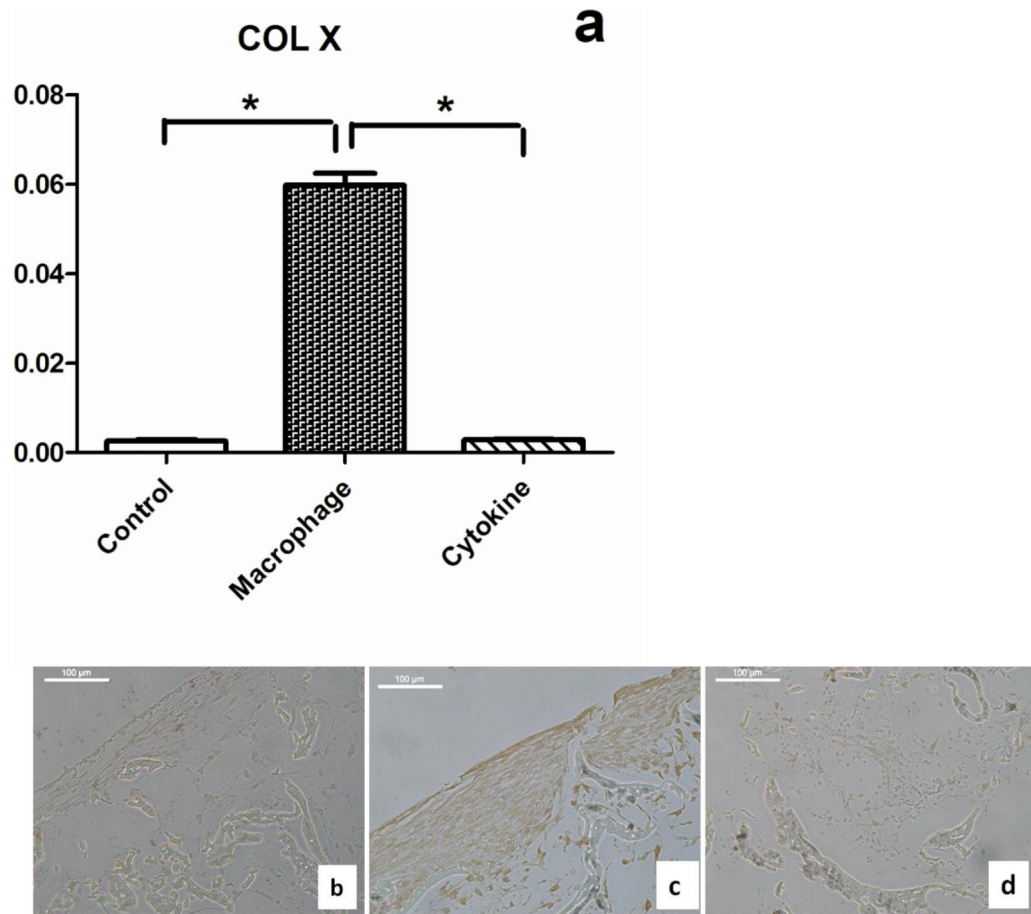 COL X
a
0.08
0.06
0.04
0.02
0.00
*
*
Control
Macrophage
Cytokine
100 µm
100 µm
100 µm
b
c
d